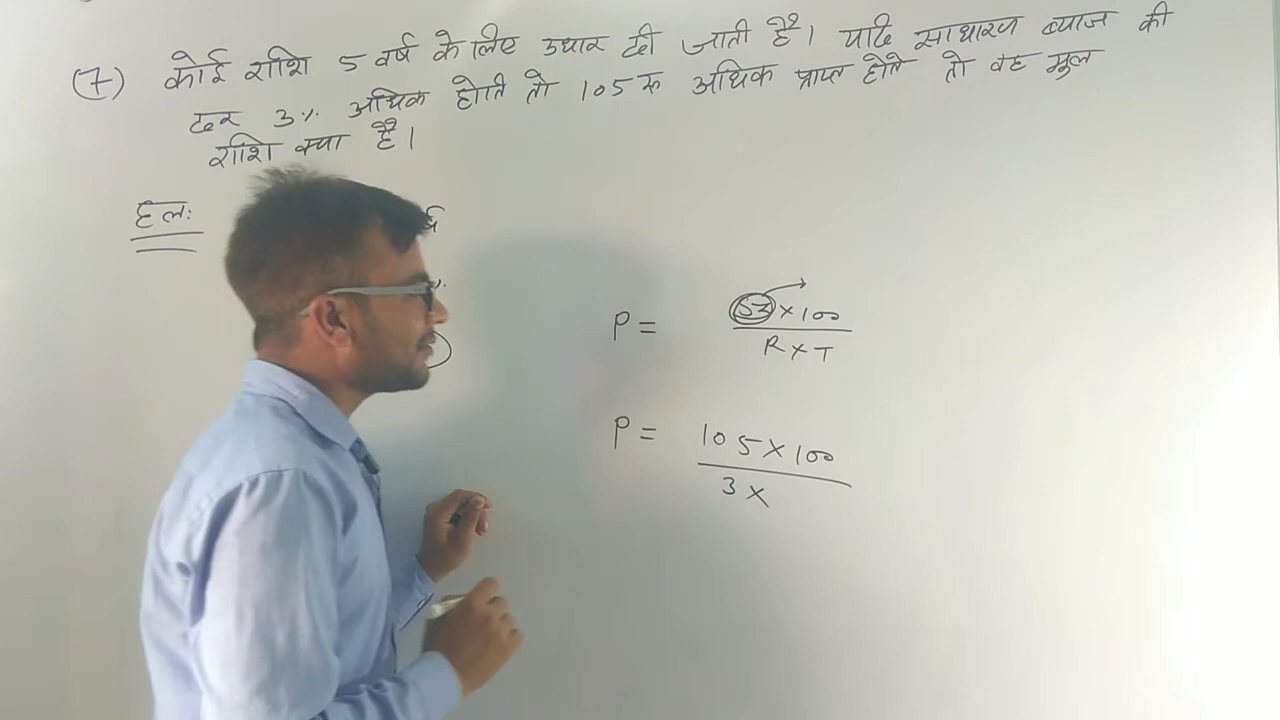 (7) कोई राशि 5 वर्ष के लिए उधार दी जाती है। यदि साधारण ब्याज की
दर 3% अधिक होती तो 105 रू अधिक प्राप्त होते तो वह मुल
राशि क्या है।
हल:
P = SI × 100 / R × T
P = 105 × 100 / 3 ×